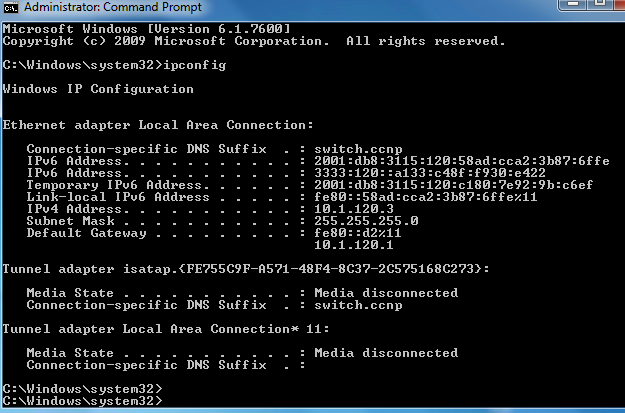 Administrator: Command Prompt
Microsoft Windows [Version 6.1.7600]
Copyright (c) 2009 Microsoft Corporation.  All rights reserved.
C:\Windows\system32>ipconfig
Windows IP Configuration
Ethernet adapter Local Area Connection:
   Connection-specific DNS Suffix  . : switch.ccnp
   IPv6 Address. . . . . . . . . . . : 2001:db8:3115:120:58ad:cca2:3b87:6ffe
   IPv6 Address. . . . . . . . . . . : 3333:120::a133:c48f:f930:e422
   Temporary IPv6 Address. . . . . . : 2001:db8:3115:120:c180:7e92:9b:c6ef
   Link-local IPv6 Address . . . . . : fe80::58ad:cca2:3b87:6ffe%11
   IPv4 Address. . . . . . . . . . . : 10.1.120.3
   Subnet Mask . . . . . . . . . . . : 255.255.255.0
   Default Gateway . . . . . . . . . : fe80::d2%11
                                       10.1.120.1
Tunnel adapter isatap.{FE755C9F-A571-48F4-8C37-2C575168C273}:
   Media State . . . . . . . . . . . : Media disconnected
   Connection-specific DNS Suffix  . : switch.ccnp
Tunnel adapter Local Area Connection* 11:
   Media State . . . . . . . . . . . : Media disconnected
   Connection-specific DNS Suffix  . :
C:\Windows\system32>
C:\Windows\system32>